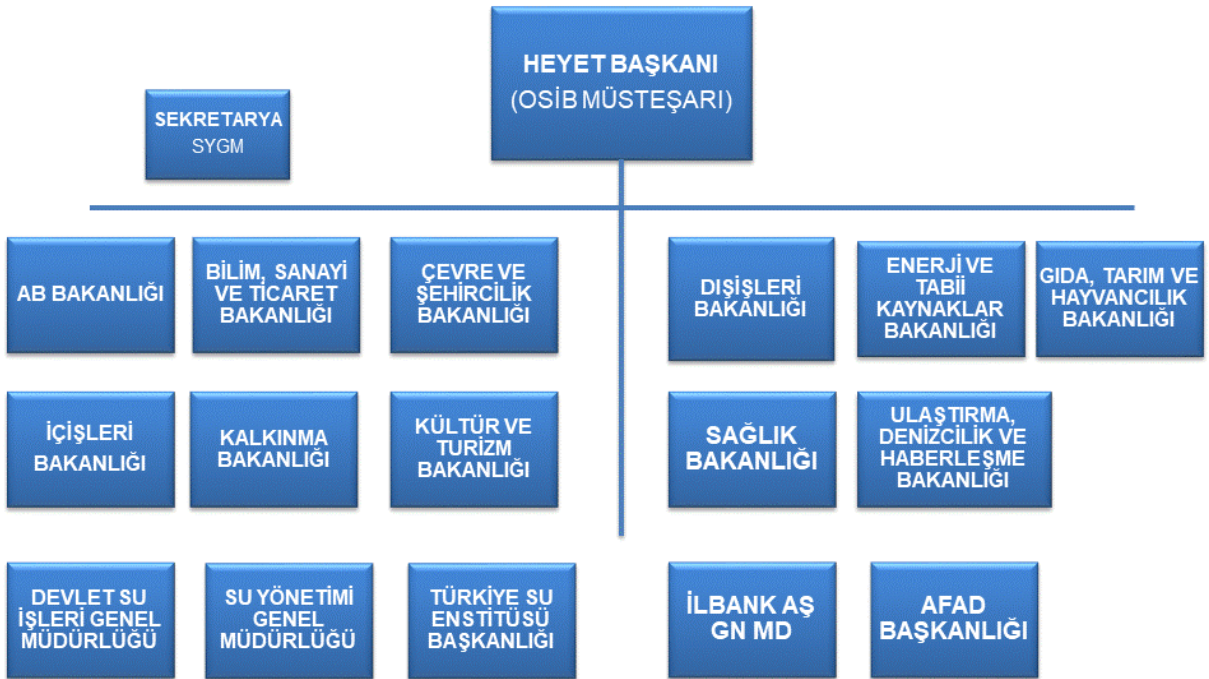 HEYET BAŞKANI
(OSİB MÜSTEŞARI)
SEKRETARYA
SYGM
AB BAKANLIĞI
BİLİM, SANAYİ
VE TİCARET
BAKANLIĞI
ÇEVRE VE
ŞEHİRCİLİK
BAKANLIĞI
DIŞİŞLERİ
BAKANLIĞI
ENERJİ VE
TABİİ
KAYNAKLAR
BAKANLIĞI
GIDA, TARIM VE
HAYVANCILIK
BAKANLIĞI
İÇİŞLERİ
BAKANLIĞI
KALKINMA
BAKANLIĞI
KÜLTÜR VE
TURİZM
BAKANLIĞI
SAĞLIK
BAKANLIĞI
ULAŞTIRMA,
DENİZCİLİK VE
HABERLEŞME
BAKANLIĞI
DEVLET SU
İŞLERİ GENEL
MÜDÜRLÜĞÜ
SU YÖNETİMİ
GENEL
MÜDÜRLÜĞÜ
TÜRKİYE SU
ENSTİTÜSÜ
BAŞKANLIĞI
İLBANK AŞ
GN MD
AFAD
BAŞKANLIĞI